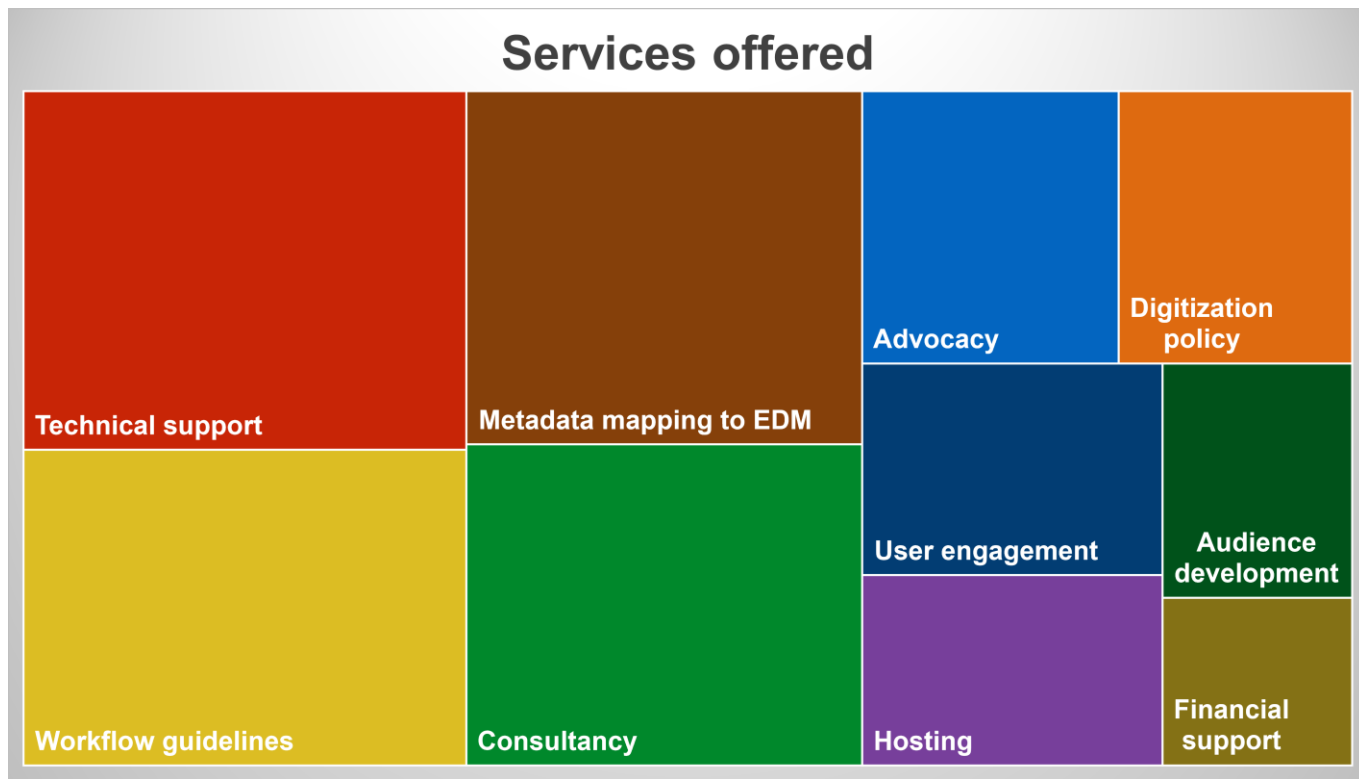 Services offered
Technical support
Metadata mapping to EDM
Advocacy
Digitization
policy
User engagement
Audience
development
Workflow guidelines
Consultancy
Hosting
Financial
support